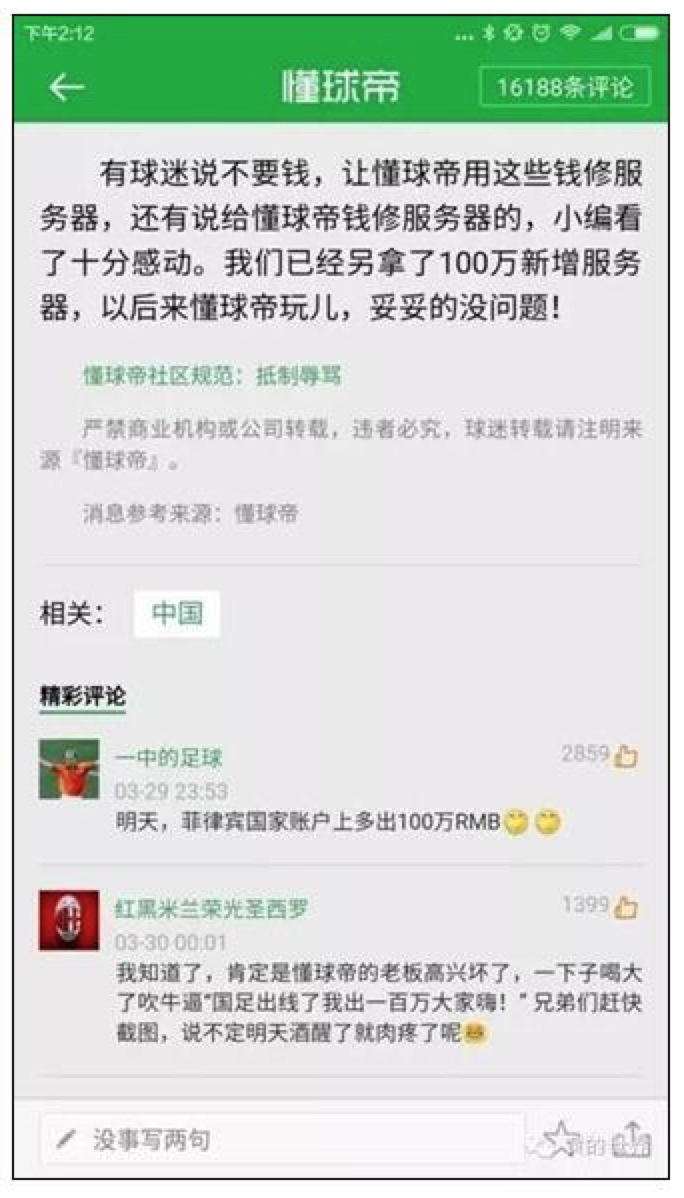 下午2:12
懂球帝
16188条评论
有球迷说不要钱，让懂球帝用这些钱修服
务器，还有说给懂球帝钱修服务器的，小编看
了十分感动。我们已经另拿了100万新增服务
器，以后来懂球帝玩儿，妥妥的没问题！
懂球帝社区规范：抵制辱骂
严禁商业机构或公司转载，违者必究，球迷转载请注明来
源『懂球帝』。
消息参考来源：懂球帝
相关：
中国
精彩评论
一中的足球
2859
03-29 23:53
明天，菲律宾国家账户上多出100万RMB
红黑米兰荣光圣西罗
1399
03-30 00:01
我知道了，肯定是懂球帝的老板高兴坏了，一下子喝大
了吹牛逼"国足出线了我出一百万大家嗨！" 兄弟们赶快
截图，说不定明天酒醒了就肉疼了呢
没事写两句